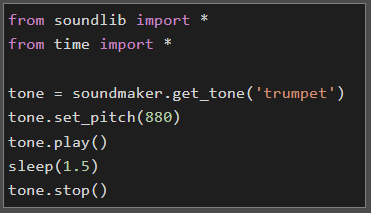 from soundlib import *
from time import *

tone = soundmaker.get_tone('trumpet')
tone.set_pitch(880)
tone.play()
sleep(1.5)
tone.stop()